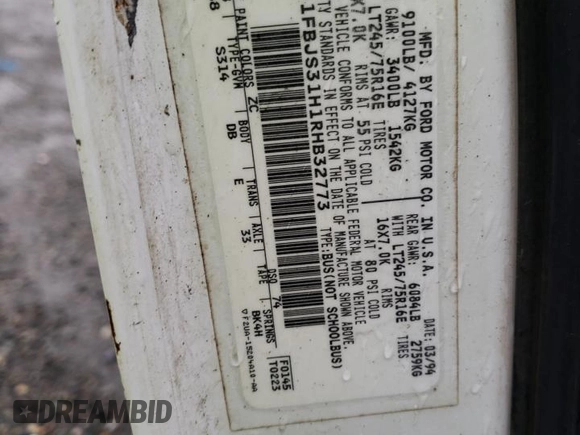 MFD. BY FORD MOTOR CO. IN U.S.A.
DATE: 03/94
9100LB/ 4127KG
GAWR: 3400LB 1542KG
REAR GAWR: 6084LB 2759KG
LT245/75R16E TIRES
WITH LT245/75R16E TIRES
7.0K RIMS AT 55 PSI COLD
16X7.0K RIMS
AT 80 PSI COLD
VEHICLE CONFORMS TO ALL APPLICABLE FEDERAL MOTOR VEHICLE
TY STANDARDS IN EFFECT ON THE DATE OF MANUFACTURE SHOWN ABOVE.
1FBJS31H1RHB32773
TYPE:BUS(NOT SCHOOLBUS)
F0145
T0223
PAINT COLORS ZC
TYPE-GVW BODY TRANS AXLE TAPE SPRINGS
S314 DB E 33 BK4H
DSO 74
DREAMBID